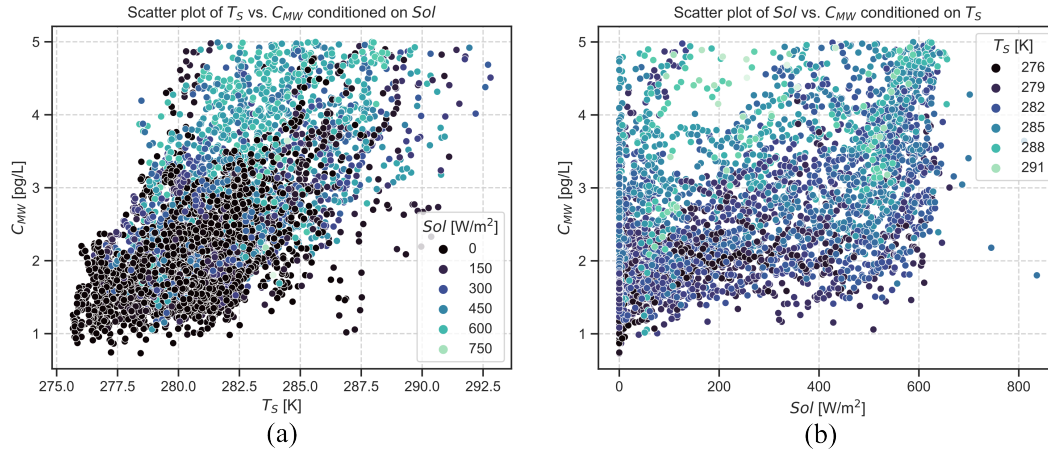 Scatter plot of T_S vs. C_MW conditioned on Sol
C_MW [pg/L]
5
4
3
2
1
Sol [W/m²]
0
150
300
450
600
750
275.0 277.5 280.0 282.5 285.0 287.5 290.0 292.5
T_S [K]
(a)
Scatter plot of Sol vs. C_MW conditioned on T_S
C_MW [pg/L]
5
4
3
2
1
T_S [K]
276
279
282
285
288
291
0 200 400 600 800
Sol [W/m²]
(b)